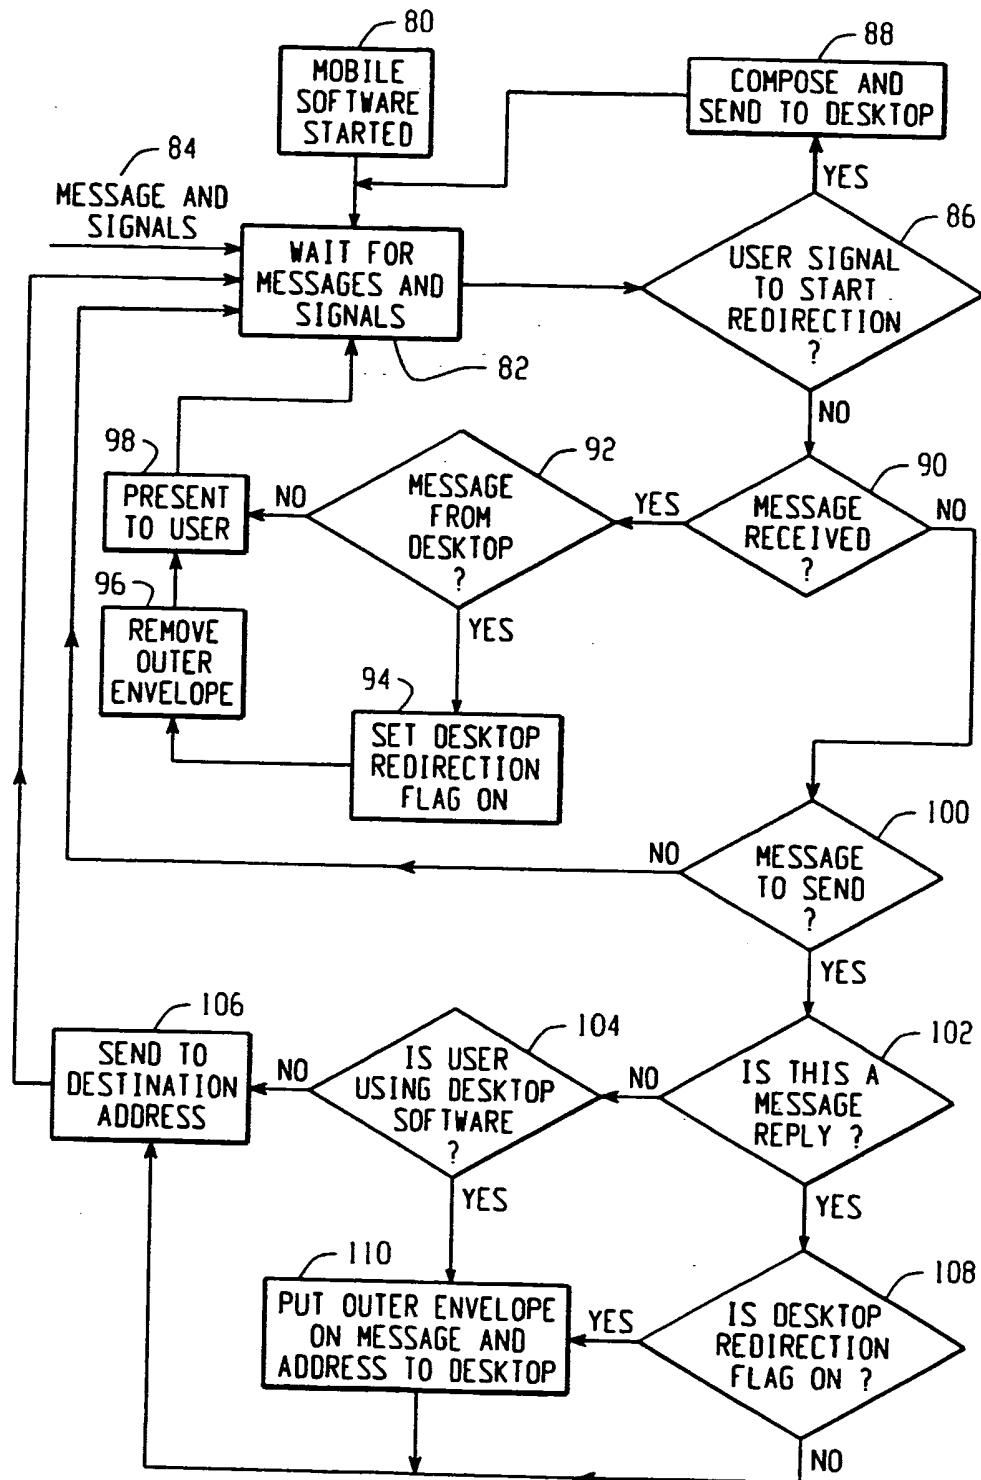 80
MOBILE
SOFTWARE
STARTED
88
COMPOSE AND
SEND TO DESKTOP
84
MESSAGE AND
SIGNALS
YES
86
WAIT FOR
MESSAGES AND
SIGNALS
82
USER SIGNAL
TO START
REDIRECTION
?
NO
98
PRESENT
TO USER
NO
92
MESSAGE
FROM
DESKTOP
?
YES
90
MESSAGE
RECEIVED
?
NO
96
REMOVE
OUTER
ENVELOPE
YES
94
SET DESKTOP
REDIRECTION
FLAG ON
100
NO
MESSAGE
TO SEND
?
YES
106
SEND TO
DESTINATION
ADDRESS
NO
104
IS USER
USING DESKTOP
SOFTWARE
?
NO
102
IS THIS A
MESSAGE
REPLY ?
YES
YES
110
PUT OUTER ENVELOPE
ON MESSAGE AND
ADDRESS TO DESKTOP
YES
108
IS DESKTOP
REDIRECTION
FLAG ON ?
NO